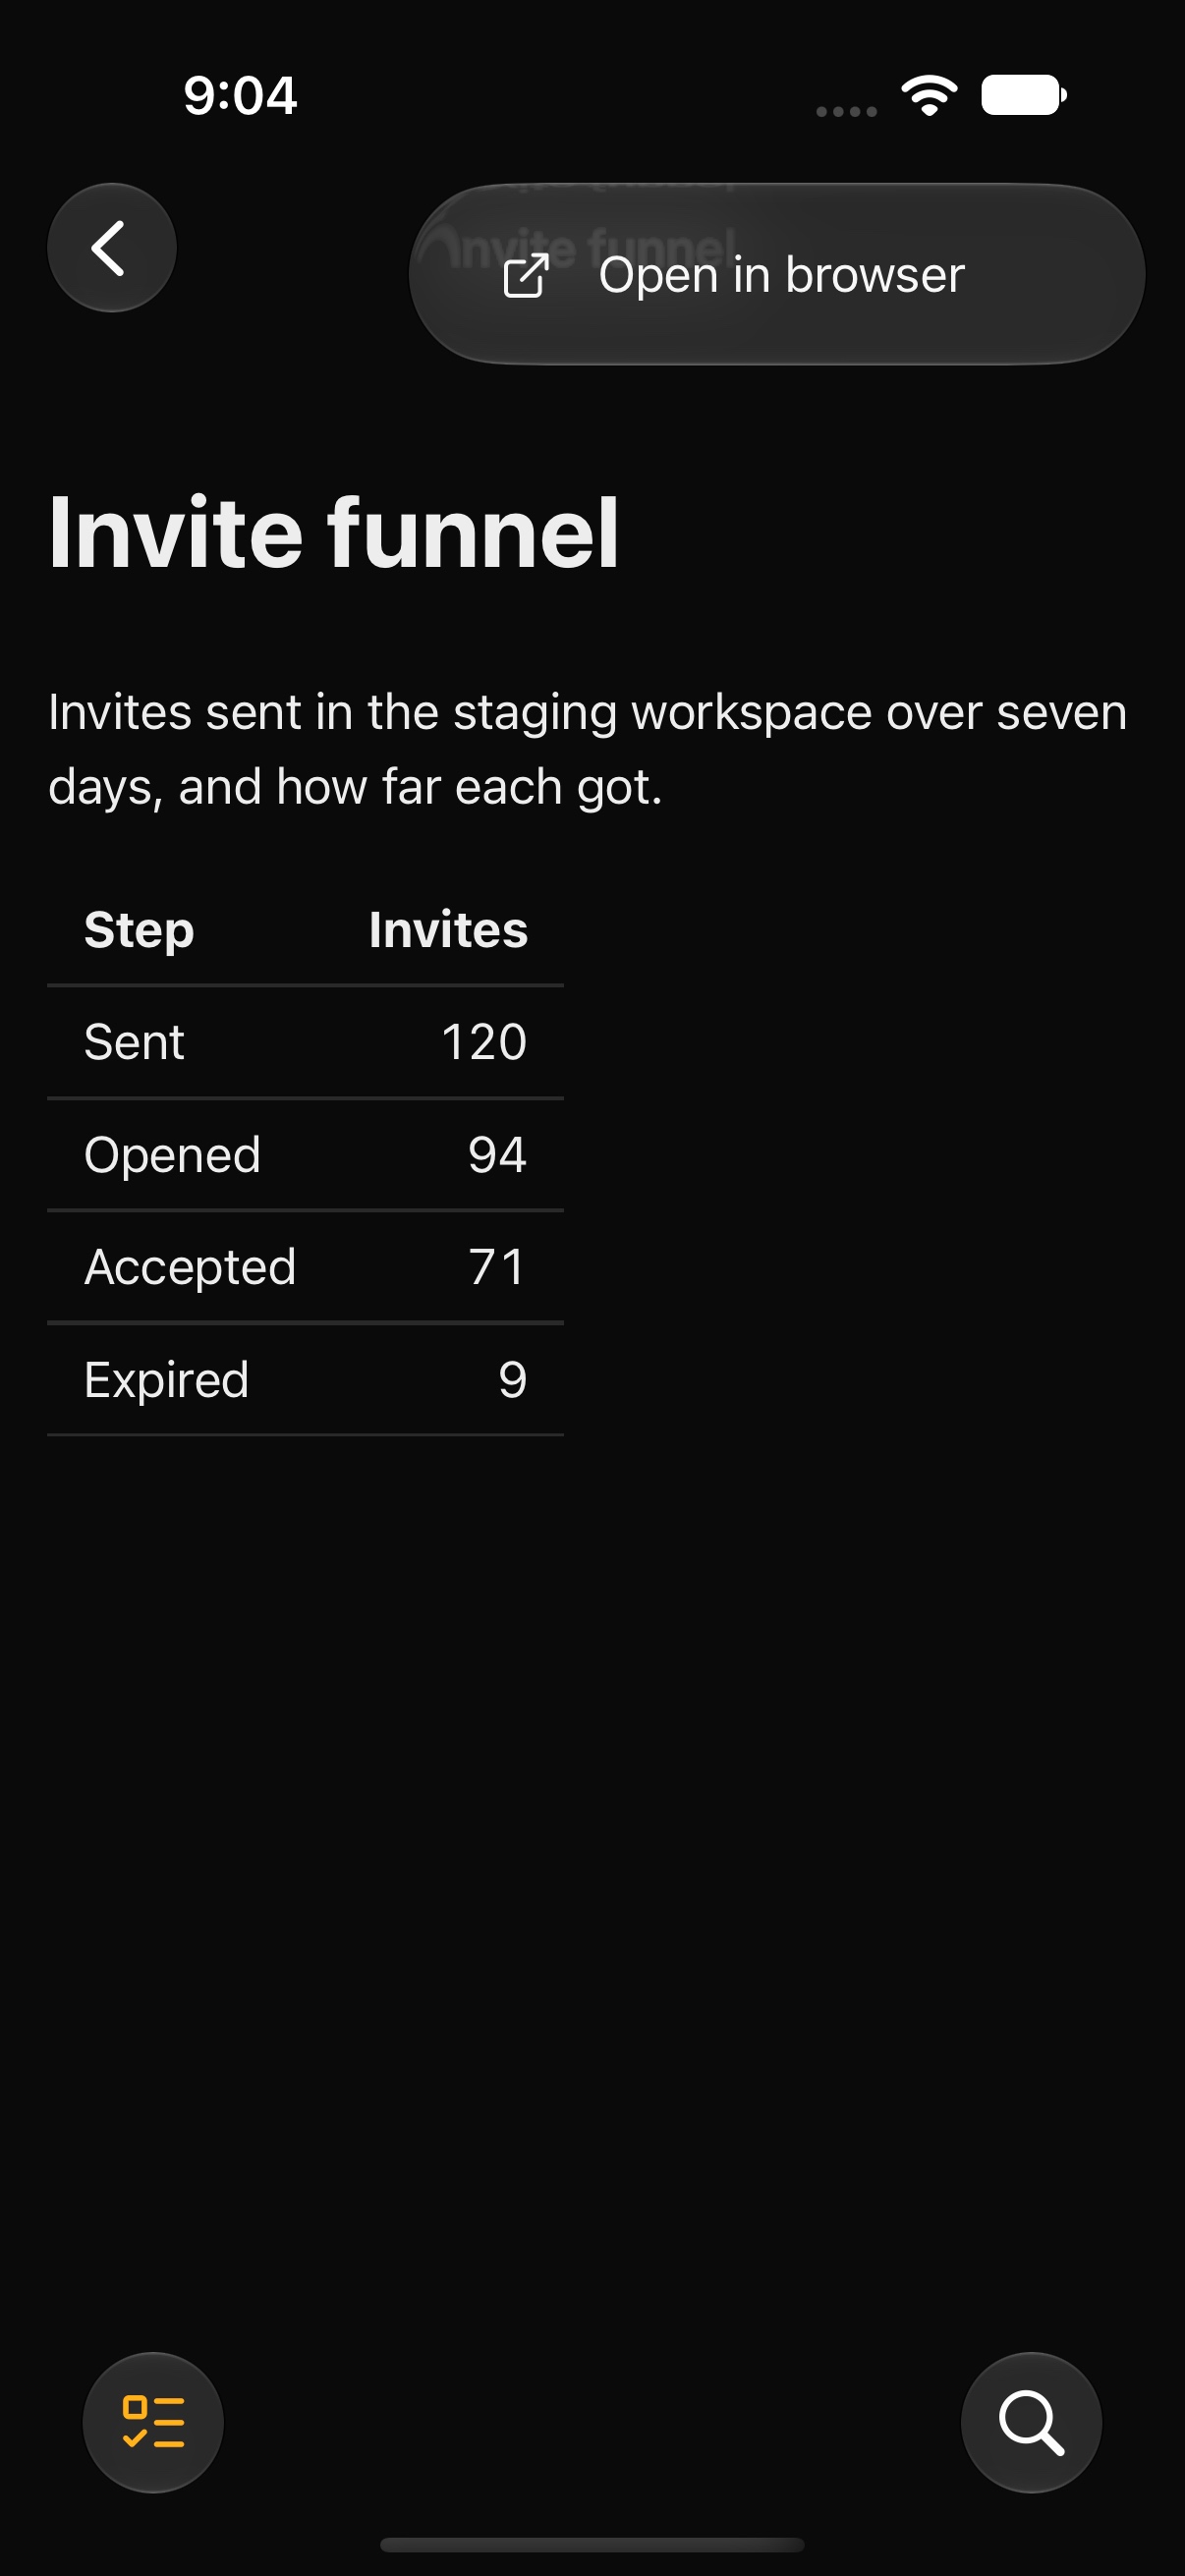 9:04
Open in browser
Invite funnel
Invites sent in the staging workspace over seven
days, and how far each got.
Step Invites
Sent 120
Opened 94
Accepted 71
Expired 9